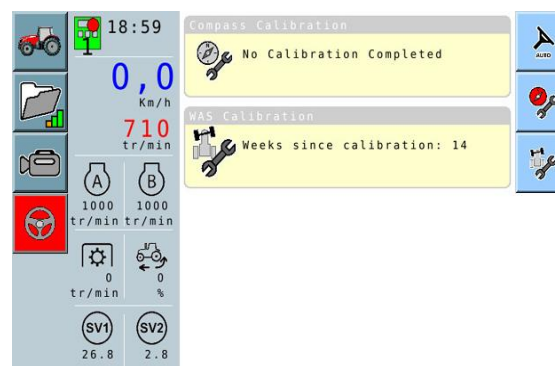 18:59
1
0,0
Km/h
710
tr/min
A B
1000 1000
tr/min tr/min
0 0
tr/min %
SV1 SV2
26.8 2.8
Compass Calibration
No Calibration Completed
WAS Calibration
Weeks since calibration: 14
AUTO